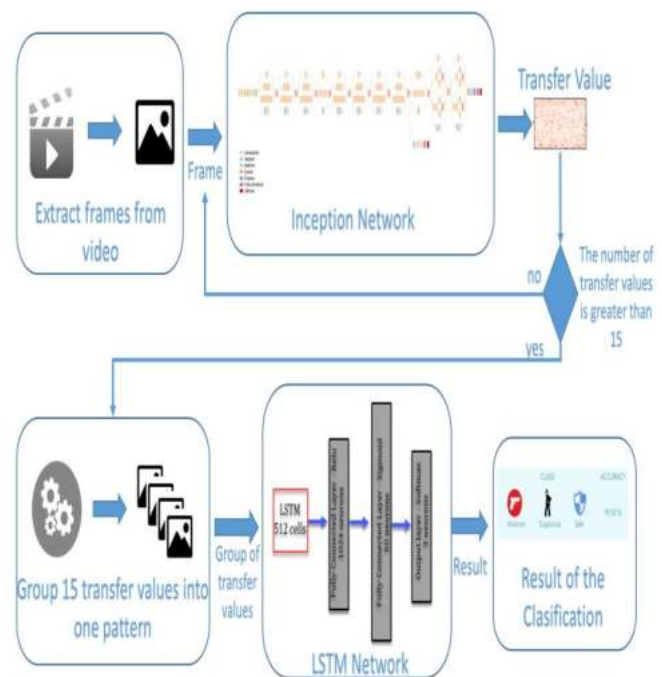 Extract frames from
video
Frame
Inception Network
Transfer Value
The number of
transfer values
is greater than
15
no
yes
Group 15 transfer values into
one pattern
Group of
transfer
values
LSTM
512 cells
Fully Connected Layer - Relu
1024 neurons
Fully Connected Layer - Sigmoid
50 neurons
Output layer - Softmax
3 neurons
LSTM Network
Result
CLASS
ACCURACY
Suspicious
Safe
Result of the
Clasification